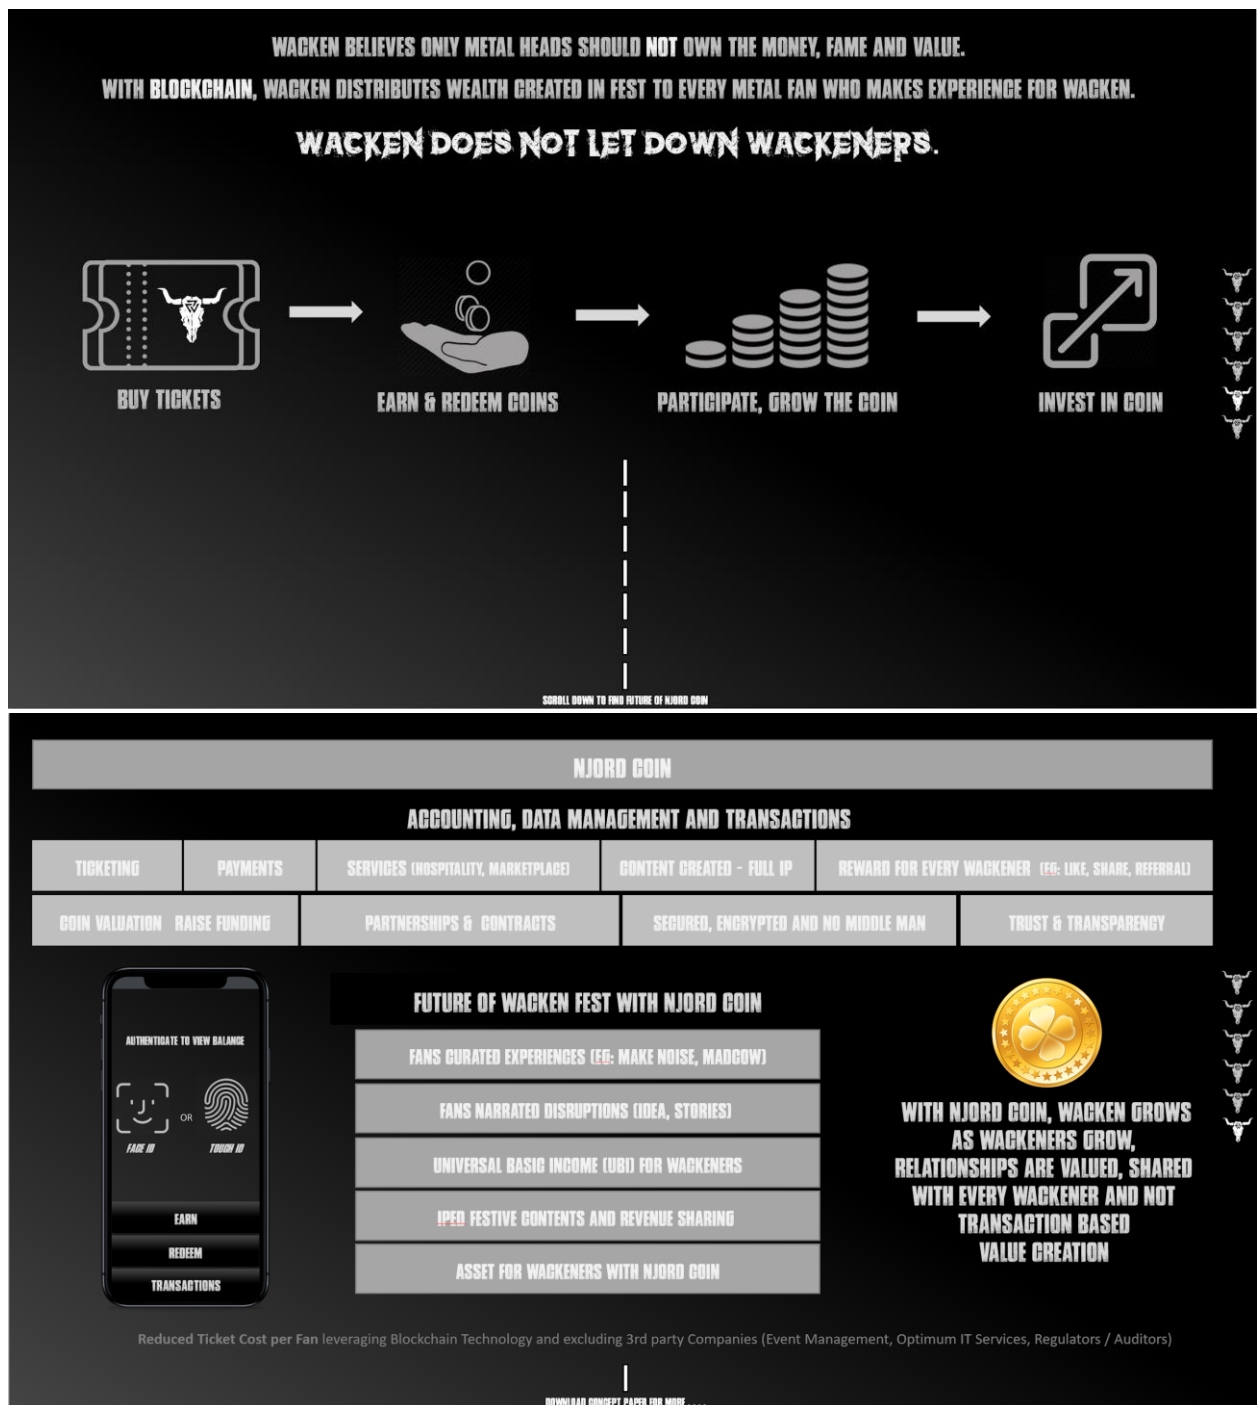 WACKEN BELIEVES ONLY METAL HEADS SHOULD NOT OWN THE MONEY, FAME AND VALUE.
WITH BLOCKCHAIN, WACKEN DISTRIBUTES WEALTH CREATED IN FEST TO EVERY METAL FAN WHO MAKES EXPERIENCE FOR WACKEN.
WACKEN DOES NOT LET DOWN WACKENERS.
BUY TICKETS
EARN & REDEEM COINS
PARTICIPATE, GROW THE COIN
INVEST IN COIN
SCROLL DOWN TO FIND FUTURE OF NJORD COIN
NJORD COIN
ACCOUNTING, DATA MANAGEMENT AND TRANSACTIONS
TICKETING
PAYMENTS
SERVICES (HOSPITALITY, MARKETPLACE)
CONTENT CREATED - FULL IP
REWARD FOR EVERY WACKENER (EG: LIKE, SHARE, REFERRAL)
COIN VALUATION RAISE FUNDING
PARTNERSHIPS & CONTRACTS
SECURED, ENCRYPTED AND NO MIDDLE MAN
TRUST & TRANSPARENCY
AUTHENTICATE TO VIEW BALANCE
OR
FACE ID
TOUCH ID
EARN
REDEEM
TRANSACTIONS
FUTURE OF WACKEN FEST WITH NJORD COIN
FANS CURATED EXPERIENCES (EG: MAKE NOISE, MADCOW)
FANS NARRATED DISRUPTIONS (IDEA, STORIES)
UNIVERSAL BASIC INCOME (UBI) FOR WACKENERS
IPED FESTIVE CONTENTS AND REVENUE SHARING
ASSET FOR WACKENERS WITH NJORD COIN
WITH NJORD COIN, WACKEN GROWS
AS WACKENERS GROW,
RELATIONSHIPS ARE VALUED, SHARED
WITH EVERY WACKENER AND NOT
TRANSACTION BASED
VALUE CREATION
Reduced Ticket Cost per Fan leveraging Blockchain Technology and excluding 3rd party Companies (Event Management, Optimum IT Services, Regulators / Auditors)
DOWNLOAD CONCEPT PAPER FOR MORE . . . .